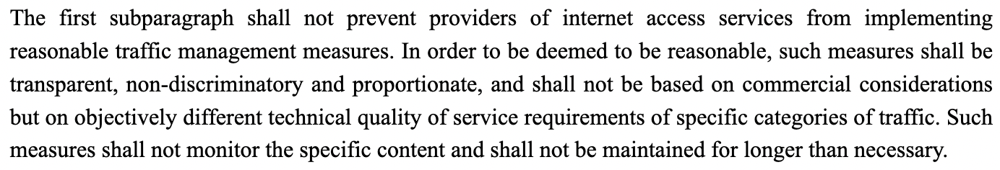 The first subparagraph shall not prevent providers of internet access services from implementing
reasonable traffic management measures. In order to be deemed to be reasonable, such measures shall be
transparent, non-discriminatory and proportionate, and shall not be based on commercial considerations
but on objectively different technical quality of service requirements of specific categories of traffic. Such
measures shall not monitor the specific content and shall not be maintained for longer than necessary.